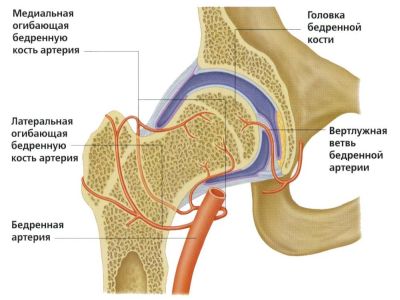 Медиальная
огибающая
бедренную
кость артерия
Головка
бедренной
кости
Латеральная
огибающая
бедренную
кость артерия
Вертлужная
ветвь
бедренной
артерии
Бедренная
артерия